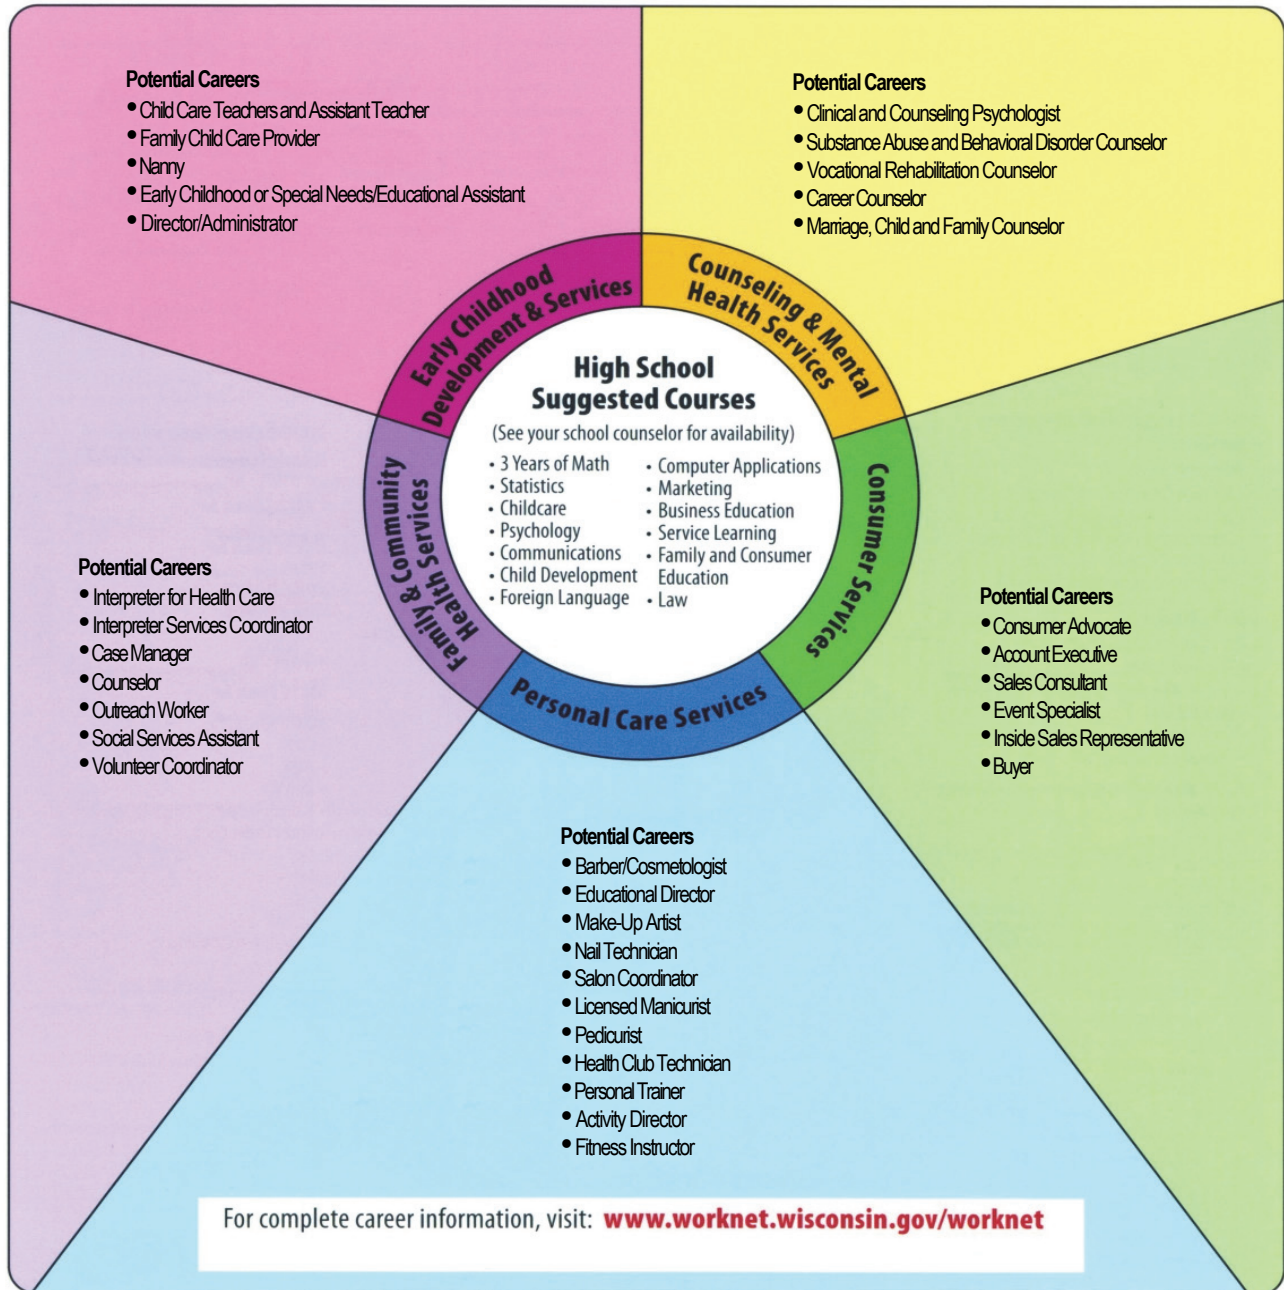 Potential Careers
• Child Care Teachers and Assistant Teacher
• Family Child Care Provider
• Nanny
• Early Childhood or Special Needs/Educational Assistant
• Director/Administrator
Potential Careers
• Clinical and Counseling Psychologist
• Substance Abuse and Behavioral Disorder Counselor
• Vocational Rehabilitation Counselor
• Career Counselor
• Marriage, Child and Family Counselor
Early Childhood
Development & Services
Counseling & Mental
Health Services
High School
Suggested Courses
(See your school counselor for availability)
• 3 Years of Math
• Statistics
• Childcare
• Psychology
• Communications
• Child Development
• Foreign Language
• Computer Applications
• Marketing
• Business Education
• Service Learning
• Family and Consumer
Education
• Law
Family & Community
Health Services
Consumer Services
Personal Care Services
Potential Careers
• Interpreter for Health Care
• Interpreter Services Coordinator
• Case Manager
• Counselor
• Outreach Worker
• Social Services Assistant
• Volunteer Coordinator
Potential Careers
• Consumer Advocate
• Account Executive
• Sales Consultant
• Event Specialist
• Inside Sales Representative
• Buyer
Potential Careers
• Barber/Cosmetologist
• Educational Director
• Make-Up Artist
• Nail Technician
• Salon Coordinator
• Licensed Manicurist
• Pedicurist
• Health Club Technician
• Personal Trainer
• Activity Director
• Fitness Instructor
For complete career information, visit: www.worknet.wisconsin.gov/worknet